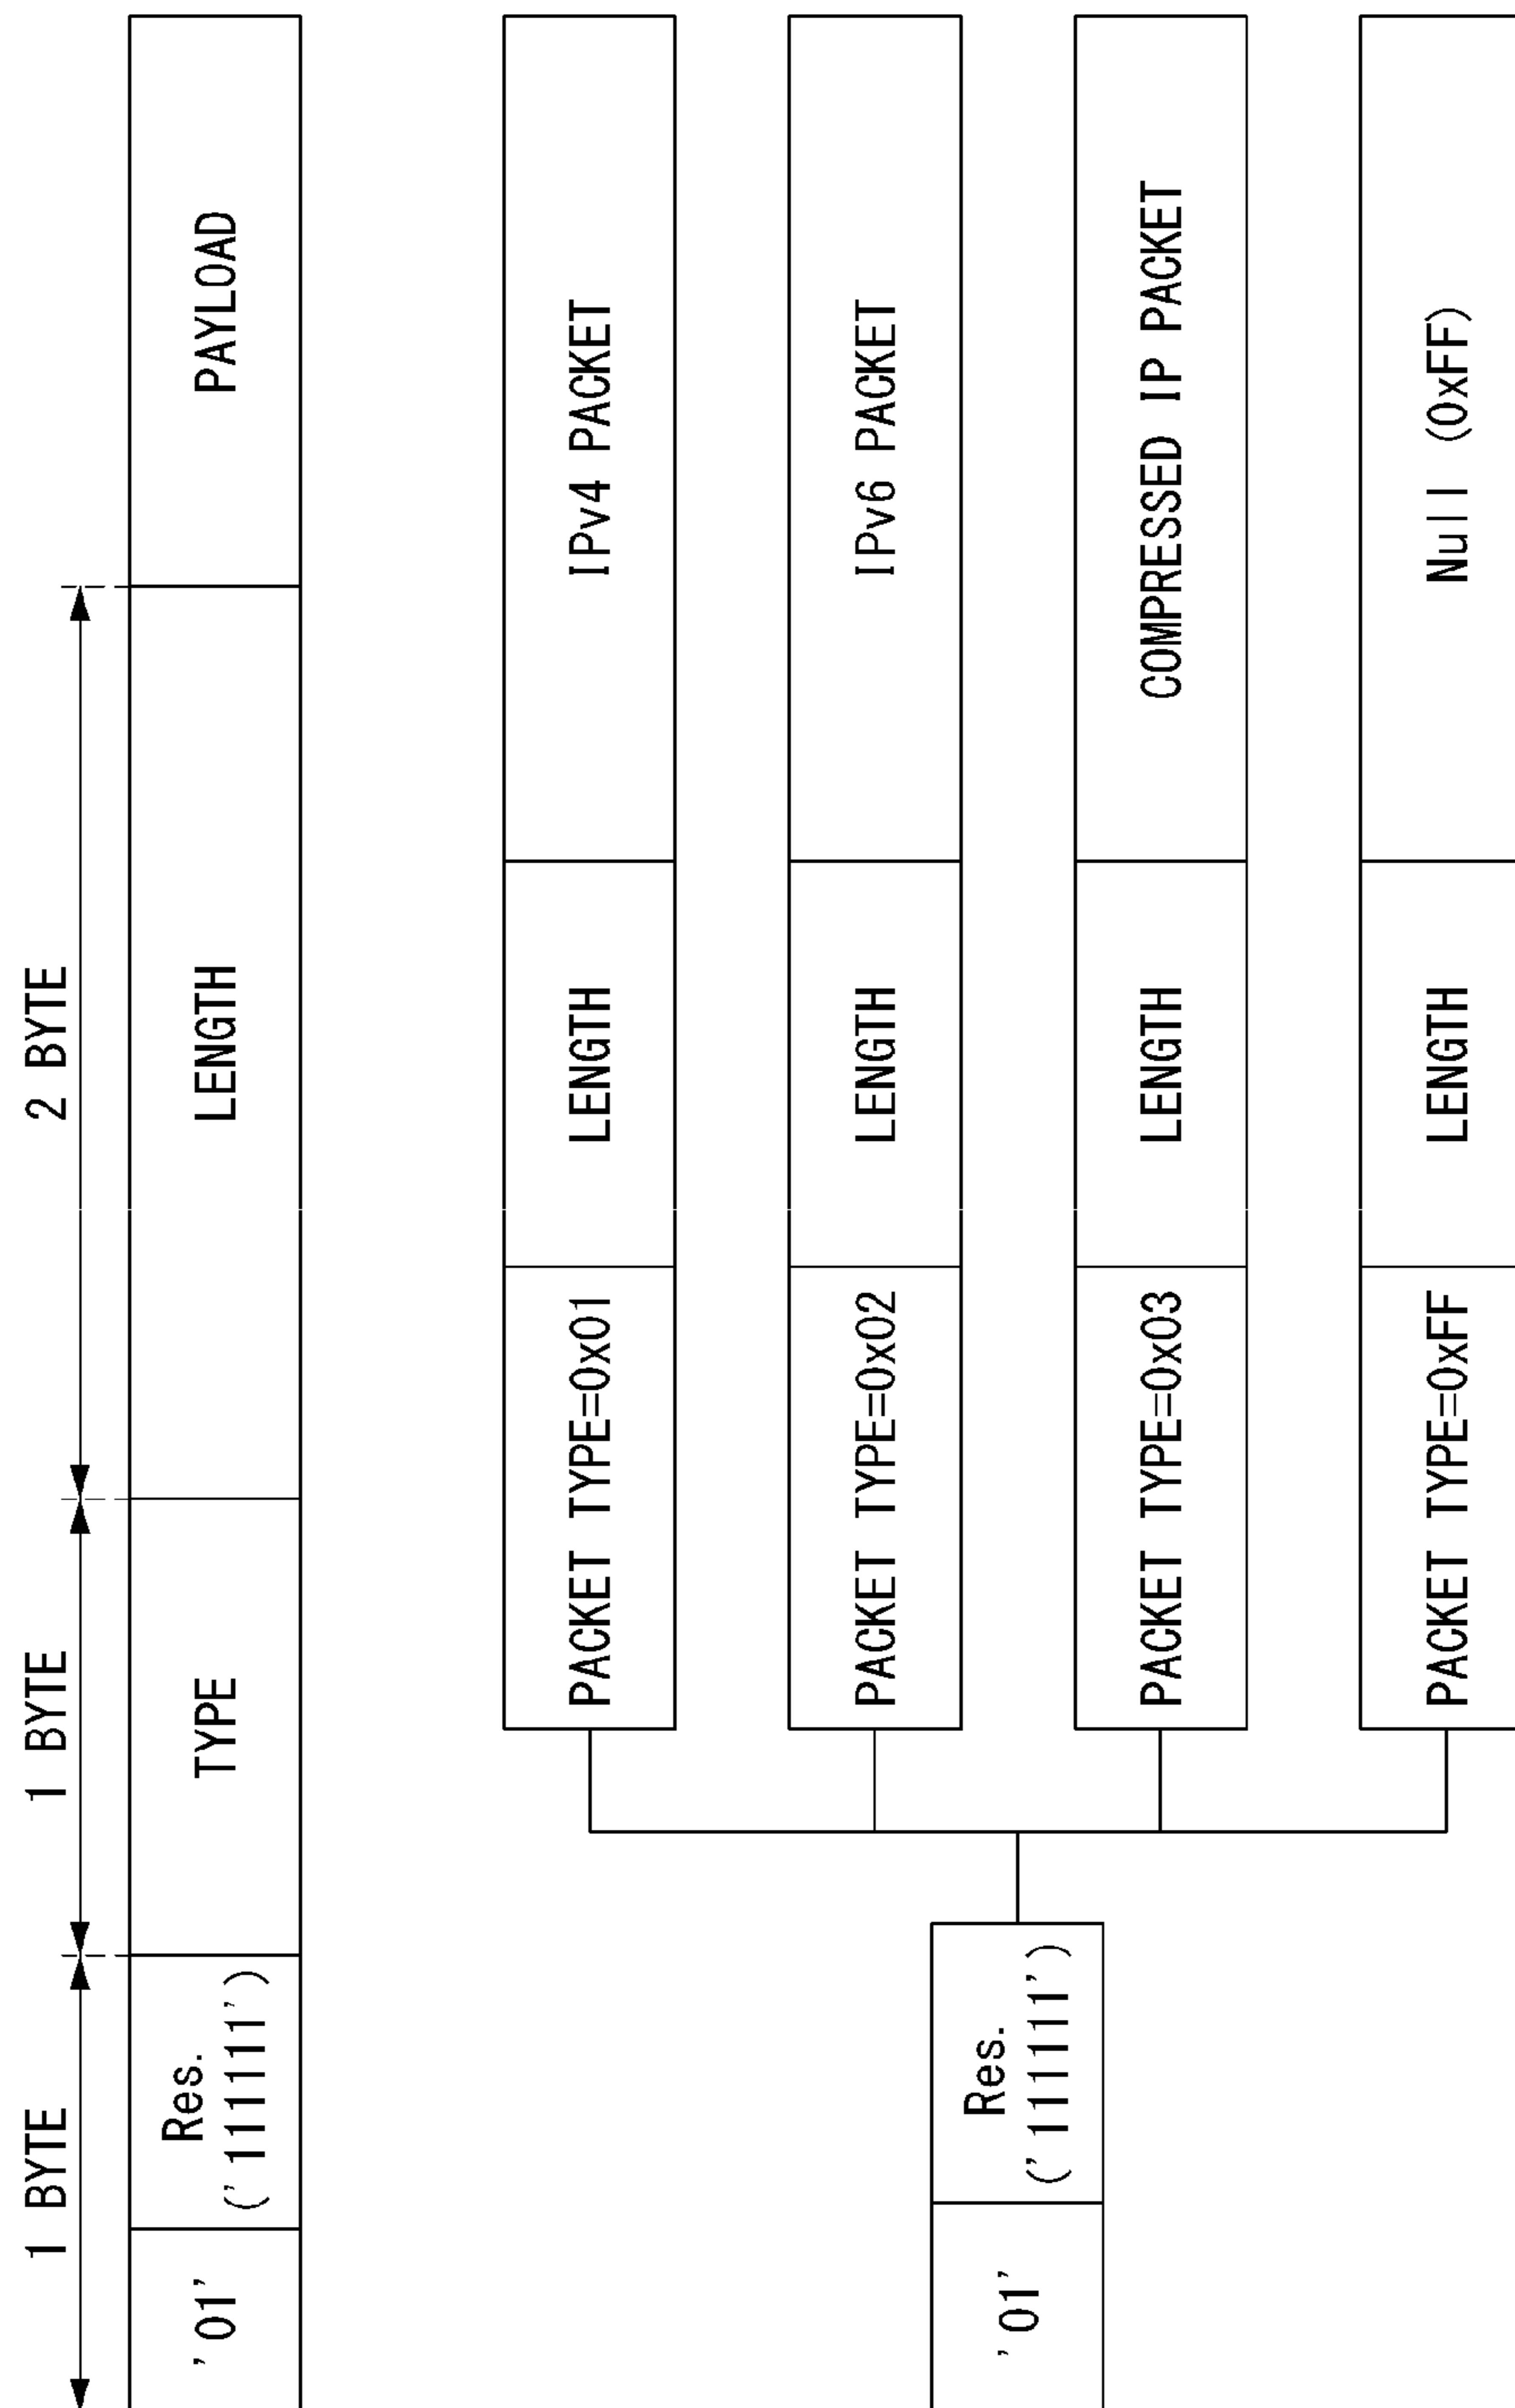 1 BYTE
1 BYTE
2 BYTE
'01'
Res.
('111111')
TYPE
LENGTH
PAYLOAD
PACKET TYPE=0x01
LENGTH
IPv4 PACKET
PACKET TYPE=0x02
LENGTH
IPv6 PACKET
'01'
Res.
('111111')
PACKET TYPE=0x03
LENGTH
COMPRESSED IP PACKET
PACKET TYPE=0xFF
LENGTH
Null (0xFF)